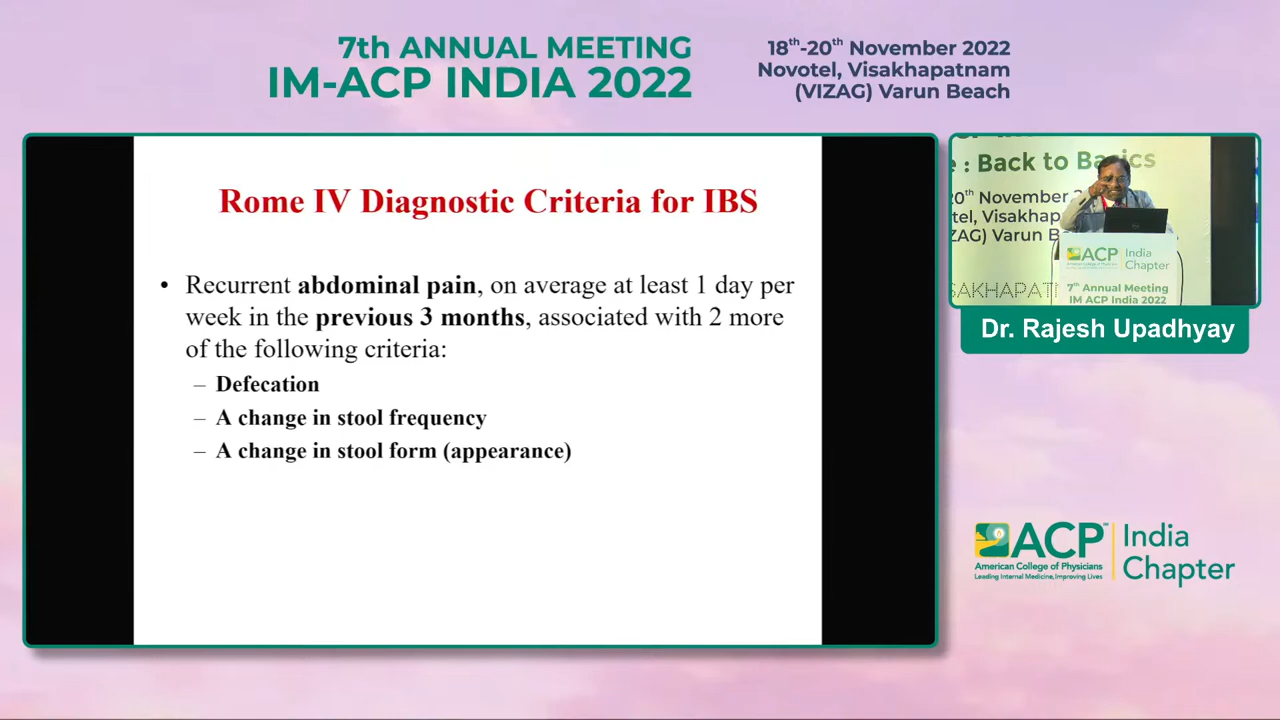 7th ANNUAL MEETING
IM-ACP INDIA 2022
18th-20th November 2022
Novotel, Visakhapatnam
(VIZAG) Varun Beach
Rome IV Diagnostic Criteria for IBS
• Recurrent abdominal pain, on average at least 1 day per
week in the previous 3 months, associated with 2 more
of the following criteria:
– Defecation
– A change in stool frequency
– A change in stool form (appearance)
e : Back to Basics
20th November
tel, Visakhap
ZAG) Varun B
SAKHAPATN
ACP India
Chapter
7th Annual Meeting
IM ACP India 2022
Dr. Rajesh Upadhyay
ACP™ India
Chapter
American College of Physicians
Leading Internal Medicine, Improving Lives